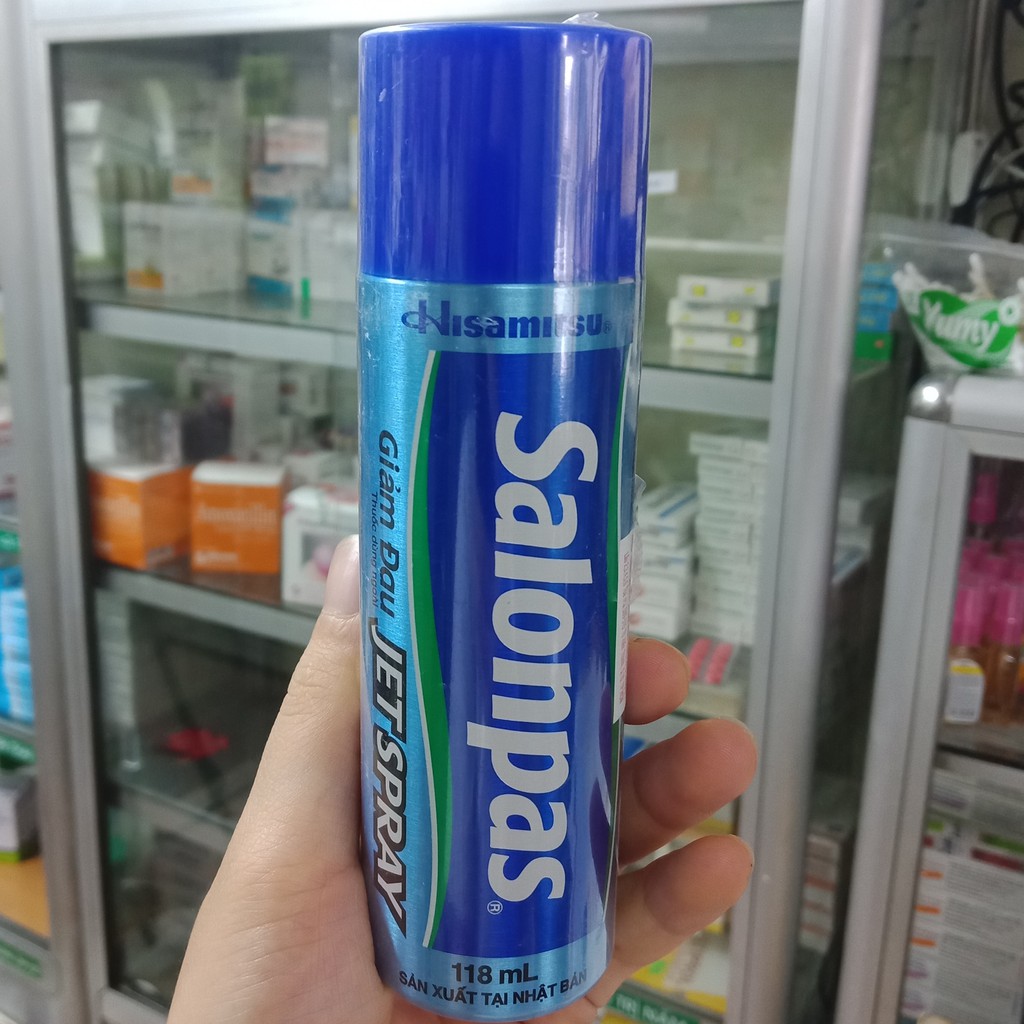 Hisamitsu®
Salonpas®
Giảm Đau JET SPRAY
Thuốc dùng ngoài
118 mL
SẢN XUẤT TẠI NHẬT BẢN
Yumy